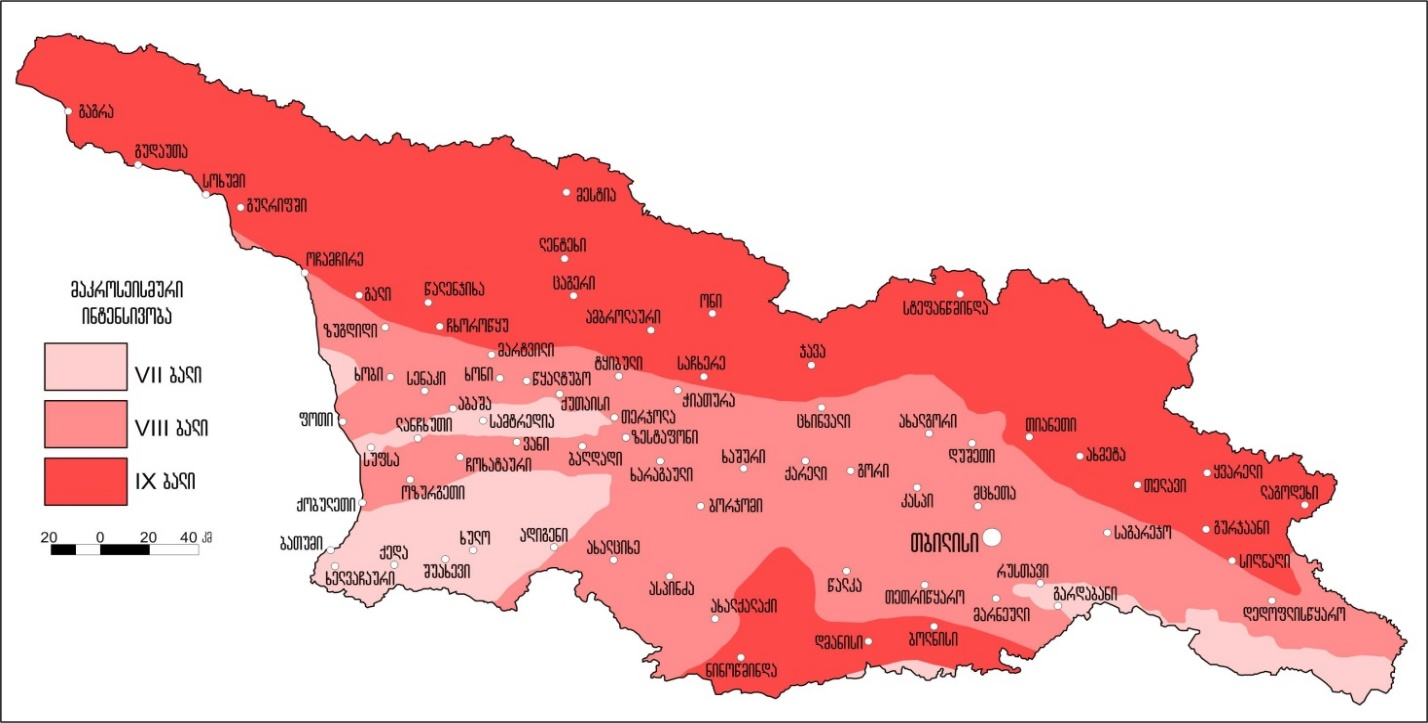 გაგრა
გუდაუთა
სოხუმი
გულრიფში
მესტია
ლენტეხი
ოჩამჩირე
ცაგერი
გალი
წალენჯიხა
ონი
სტეფანწმინდა
ამბროლაური
ზუგდიდი
ჩხოროწყუ
მარტვილი
ჯავა
ტყიბული
საჩხერე
ხობი
სენაკი
ხონი
წყალტუბო
ჭიათურა
აბაშა
ქუთაისი
ფოთი
ლანჩხუთი
სამტრედია
თერჯოლა
ცხინვალი
ახალგორი
თიანეთი
ვანი
ზესტაფონი
სუფსა
ჩოხატაური
ბაღდადი
ხარაგაული
ხაშური
ქარელი
გორი
დუშეთი
ახმეტა
ყვარელი
ოზურგეთი
თელავი
ლაგოდეხი
ქობულეთი
ბორჯომი
კასპი
მცხეთა
გურჯაანი
საგარეჯო
ბათუმი
ქედა
ხულო
ადიგენი
ახალციხე
თბილისი
სიღნაღი
ხელვაჩაური
შუახევი
ასპინძა
წალკა
თეთრიწყარო
რუსთავი
გარდაბანი
ახალქალაქი
მარნეული
დედოფლისწყარო
ნინოწმინდა
დმანისი
ბოლნისი
მაკროსეისმური
ინტენსივობა
VII ბალი
VIII ბალი
IX ბალი
20 0 20 40 კმ